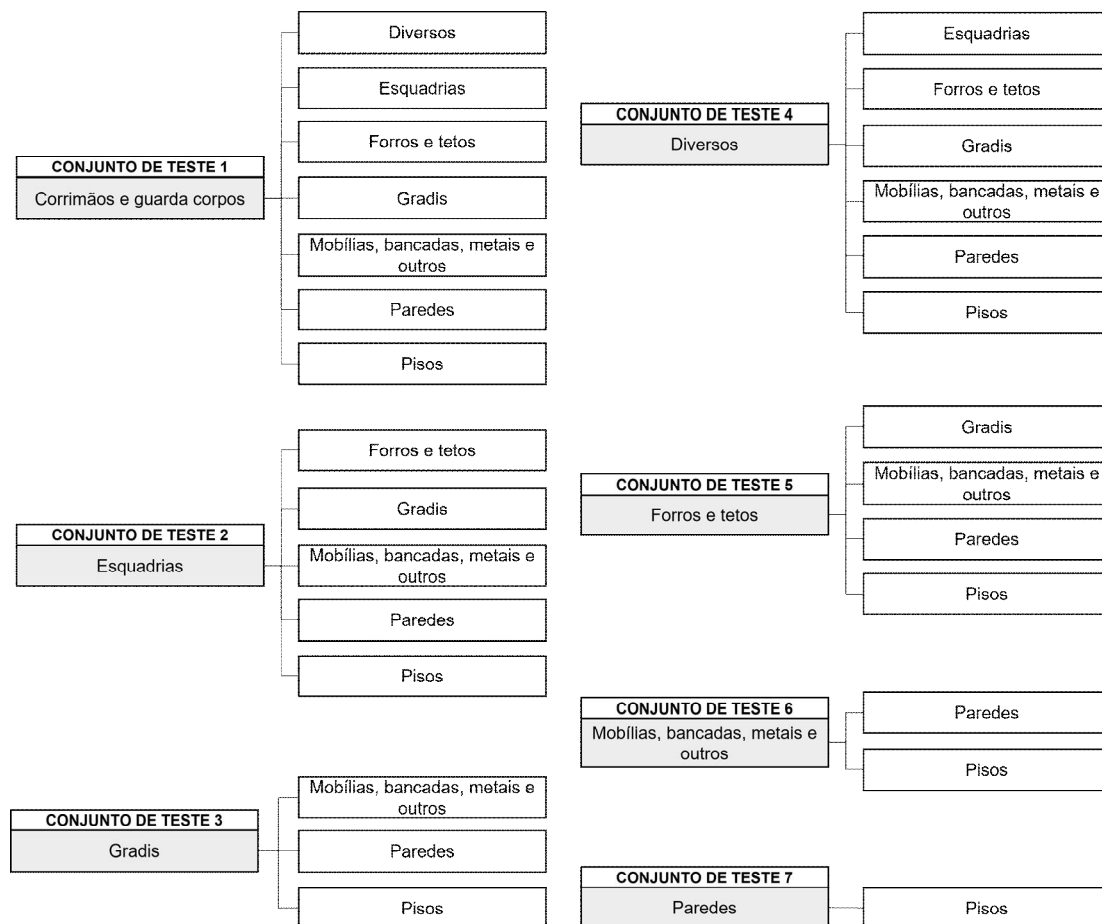 CONJUNTO DE TESTE 1
Corrimãos e guarda corpos
Diversos
Esquadrias
Forros e tetos
Gradis
Mobílias, bancadas, metais e
outros
Paredes
Pisos
CONJUNTO DE TESTE 2
Esquadrias
Forros e tetos
Gradis
Mobílias, bancadas, metais e
outros
Paredes
Pisos
CONJUNTO DE TESTE 3
Gradis
Mobílias, bancadas, metais e
outros
Paredes
Pisos
CONJUNTO DE TESTE 4
Diversos
Esquadrias
Forros e tetos
Gradis
Mobílias, bancadas, metais e
outros
Paredes
Pisos
CONJUNTO DE TESTE 5
Forros e tetos
Gradis
Mobílias, bancadas, metais e
outros
Paredes
Pisos
CONJUNTO DE TESTE 6
Mobílias, bancadas, metais e
outros
Paredes
Pisos
CONJUNTO DE TESTE 7
Paredes
Pisos